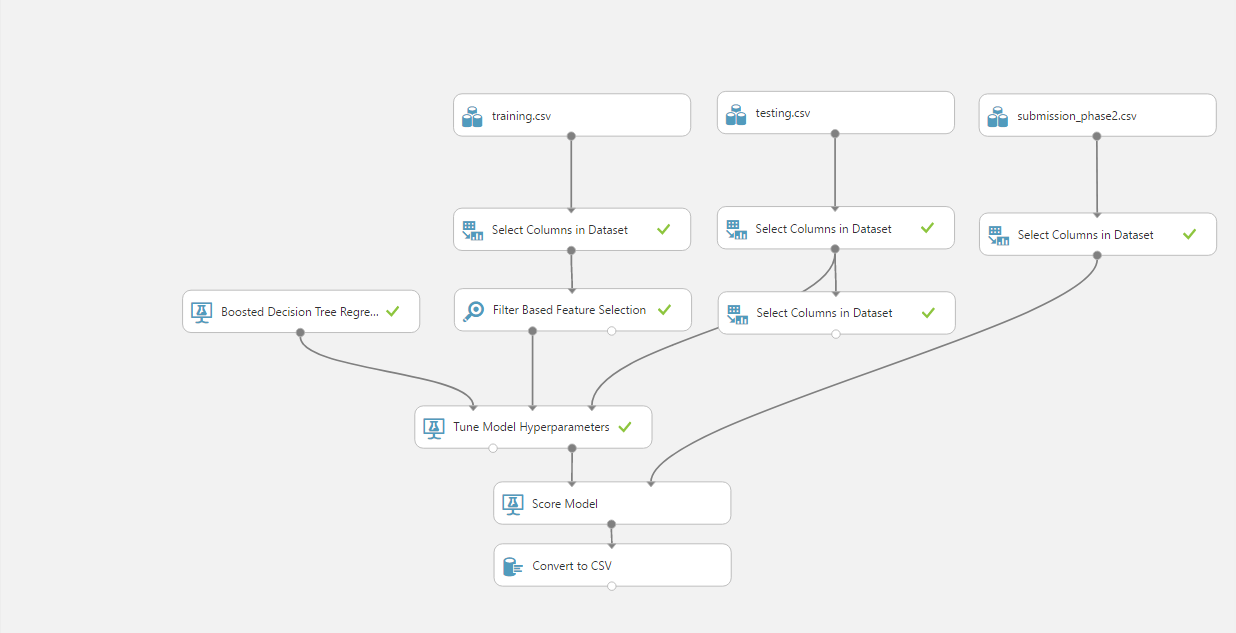 training.csv
testing.csv
submission_phase2.csv
Select Columns in Dataset
Select Columns in Dataset
Select Columns in Dataset
Boosted Decision Tree Regre...
Filter Based Feature Selection
Select Columns in Dataset
Tune Model Hyperparameters
Score Model
Convert to CSV